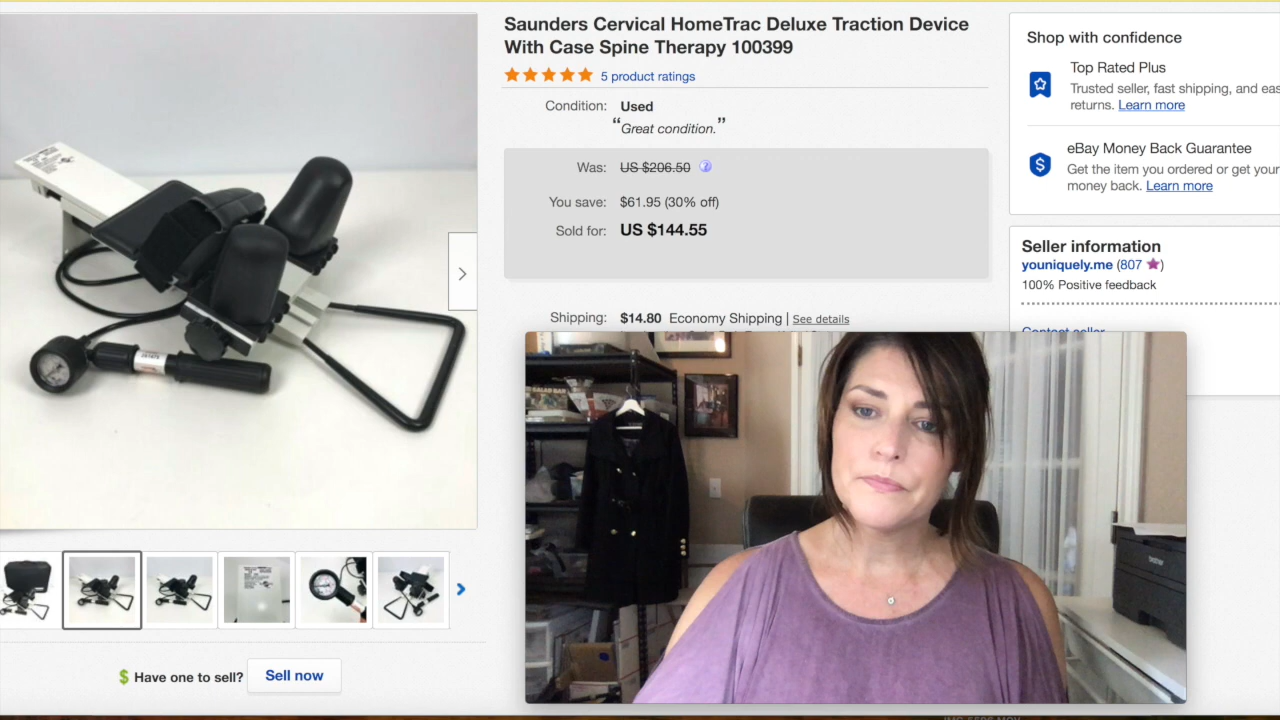 Saunders Cervical HomeTrac Deluxe Traction Device
With Case Spine Therapy 100399
5 product ratings
Condition: Used
“Great condition.”
Was: US $206.50
You save: $61.95 (30% off)
Sold for: US $144.55
Shipping: $14.80 Economy Shipping | See details
Shop with confidence
Top Rated Plus
Trusted seller, fast shipping, and eas
returns. Learn more
eBay Money Back Guarantee
Get the item you ordered or get your
money back. Learn more
Seller information
youniquely.me (807)
100% Positive feedback
Contact seller
Have one to sell? Sell now
brother